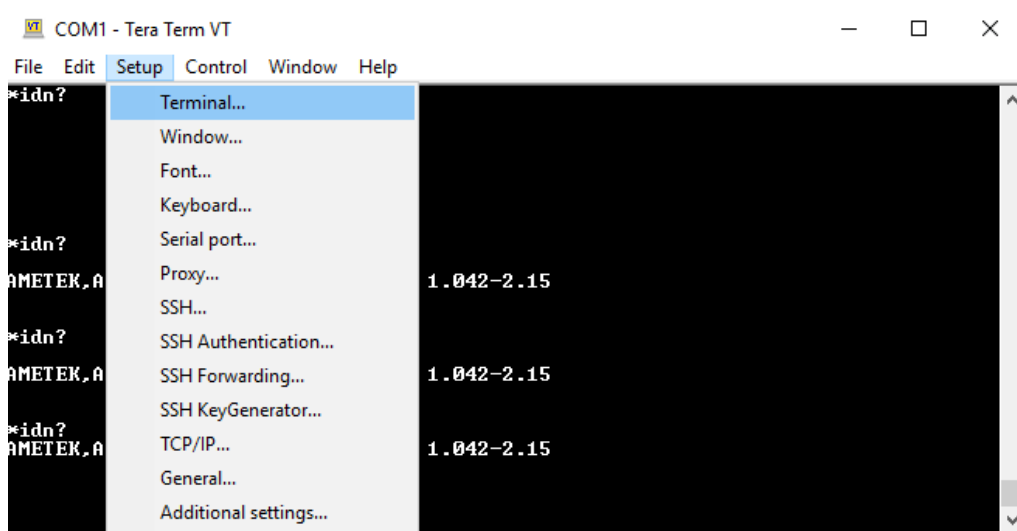 VT COM1 - Tera Term VT
File Edit Setup Control Window Help
*idn?
Terminal...
Window...
Font...
Keyboard...
*idn?
Serial port...
AMETEK,A
Proxy...
1.042-2.15
SSH...
*idn?
SSH Authentication...
AMETEK,A
SSH Forwarding...
1.042-2.15
SSH KeyGenerator...
*idn?
AMETEK,A
TCP/IP...
1.042-2.15
General...
Additional settings...